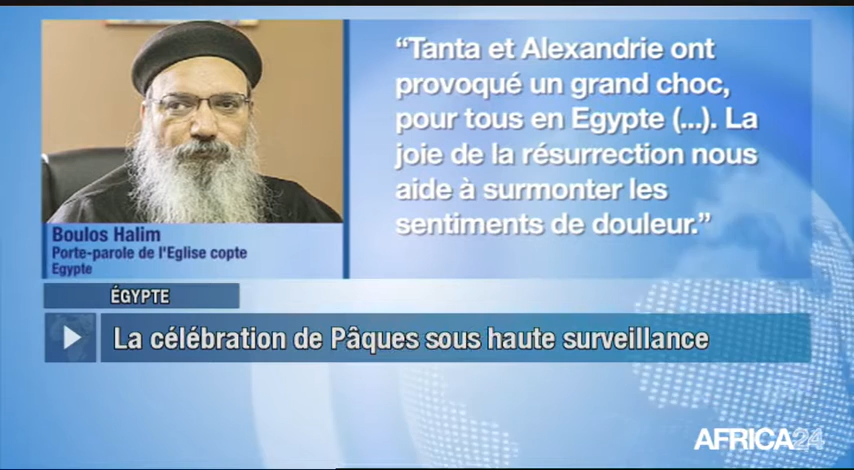 “Tanta et Alexandrie ont
provoqué un grand choc,
pour tous en Egypte (...). La
joie de la résurrection nous
aide à surmonter les
sentiments de douleur.”
Boulos Halim
Porte-parole de l'Eglise copte
Egypte
ÉGYPTE
La célébration de Pâques sous haute surveillance
AFRICA24